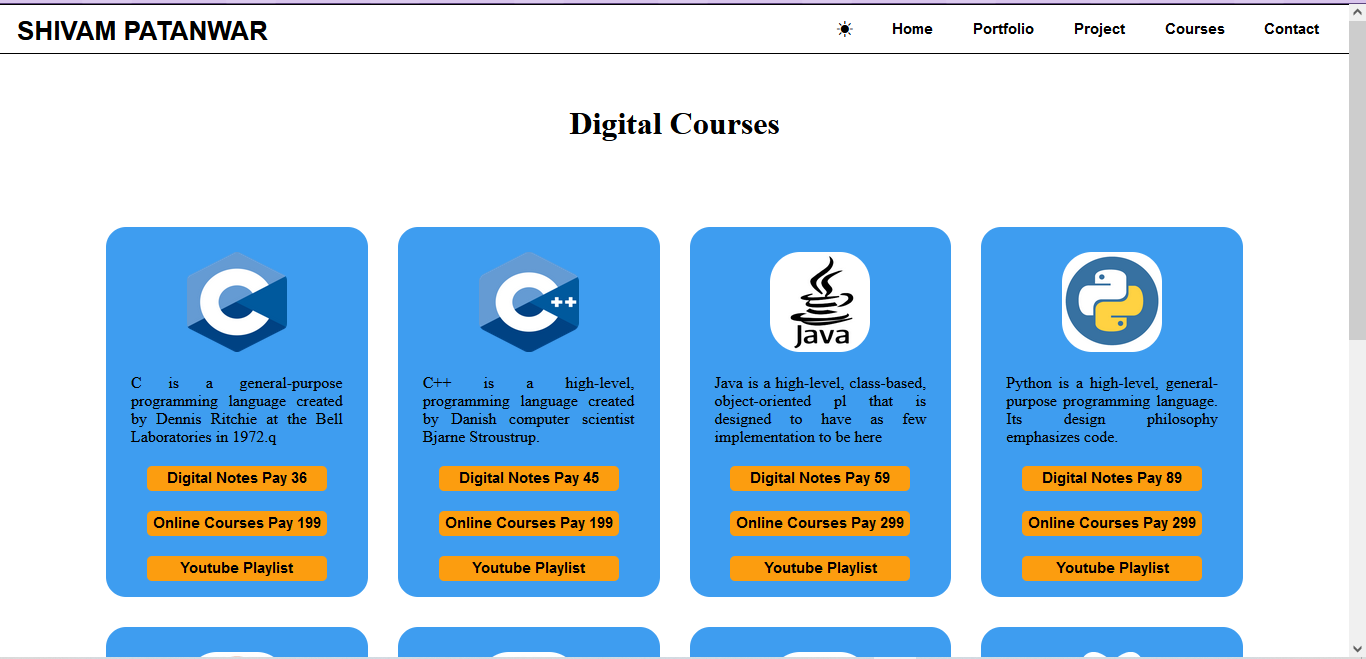 SHIVAM PATANWAR
Home Portfolio Project Courses Contact
Digital Courses
C
C is a general-purpose
programming language created
by Dennis Ritchie at the Bell
Laboratories in 1972.q
Digital Notes Pay 36
Online Courses Pay 199
Youtube Playlist
C++
C++ is a high-level,
programming language created
by Danish computer scientist
Bjarne Stroustrup.
Digital Notes Pay 45
Online Courses Pay 199
Youtube Playlist
Java
Java is a high-level, class-based,
object-oriented pl that is
designed to have as few
implementation to be here
Digital Notes Pay 59
Online Courses Pay 299
Youtube Playlist
Python is a high-level, general-
purpose programming language.
Its design philosophy
emphasizes code.
Digital Notes Pay 89
Online Courses Pay 299
Youtube Playlist